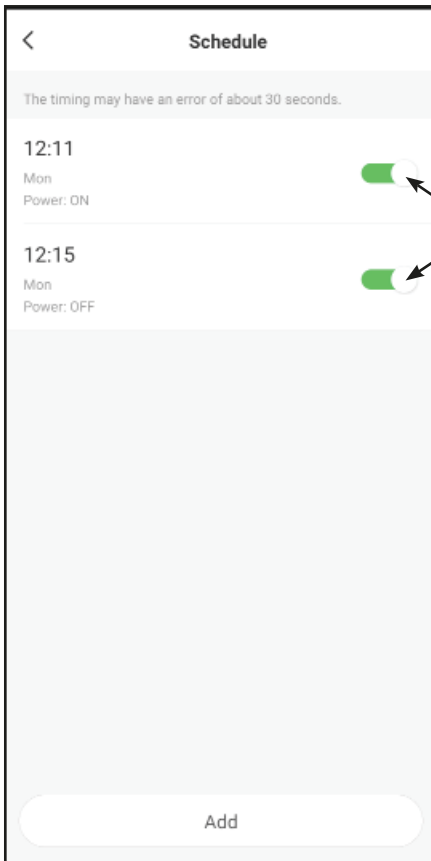 Schedule
The timing may have an error of about 30 seconds.
12:11
Mon
Power: ON
12:15
Mon
Power: OFF
Add